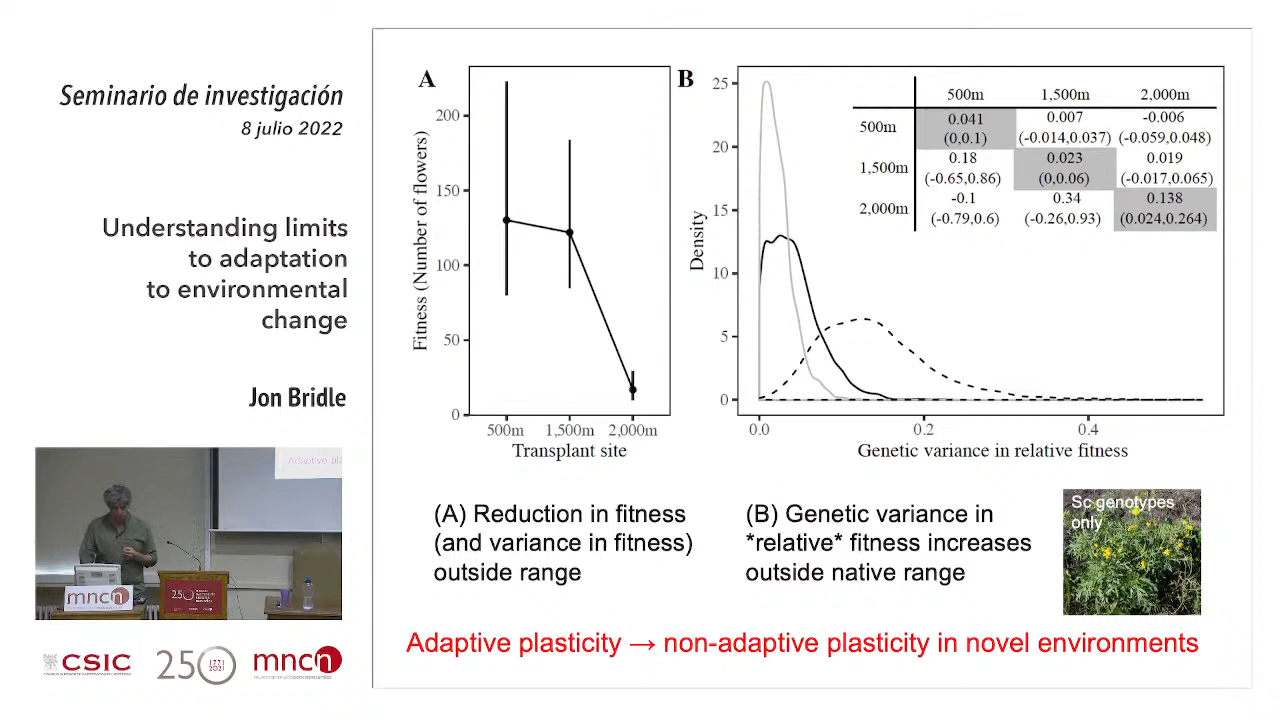 Seminario de investigación
8 julio 2022
Understanding limits
to adaptation
to environmental
change
Jon Bridle
Adaptive pla
mncn
250
CSIC
250
1771
2021
mncn
A
Fitness (Number of flowers)
200
150
100
50
0
500m 1,500m 2,000m
Transplant site
B
Density
25
20
15
10
5
0
0.0 0.2 0.4
Genetic variance in relative fitness
500m 1,500m 2,000m
500m 0.041 0.007 -0.006
(0,0.1) (-0.014,0.037) (-0.059,0.048)
1,500m 0.18 0.023 0.019
(-0.65,0.86) (0,0.06) (-0.017,0.065)
2,000m -0.1 0.34 0.138
(-0.79,0.6) (-0.26,0.93) (0.024,0.264)
(A) Reduction in fitness
(and variance in fitness)
outside range
(B) Genetic variance in
*relative* fitness increases
outside native range
Sc genotypes
only
Adaptive plasticity → non-adaptive plasticity in novel environments